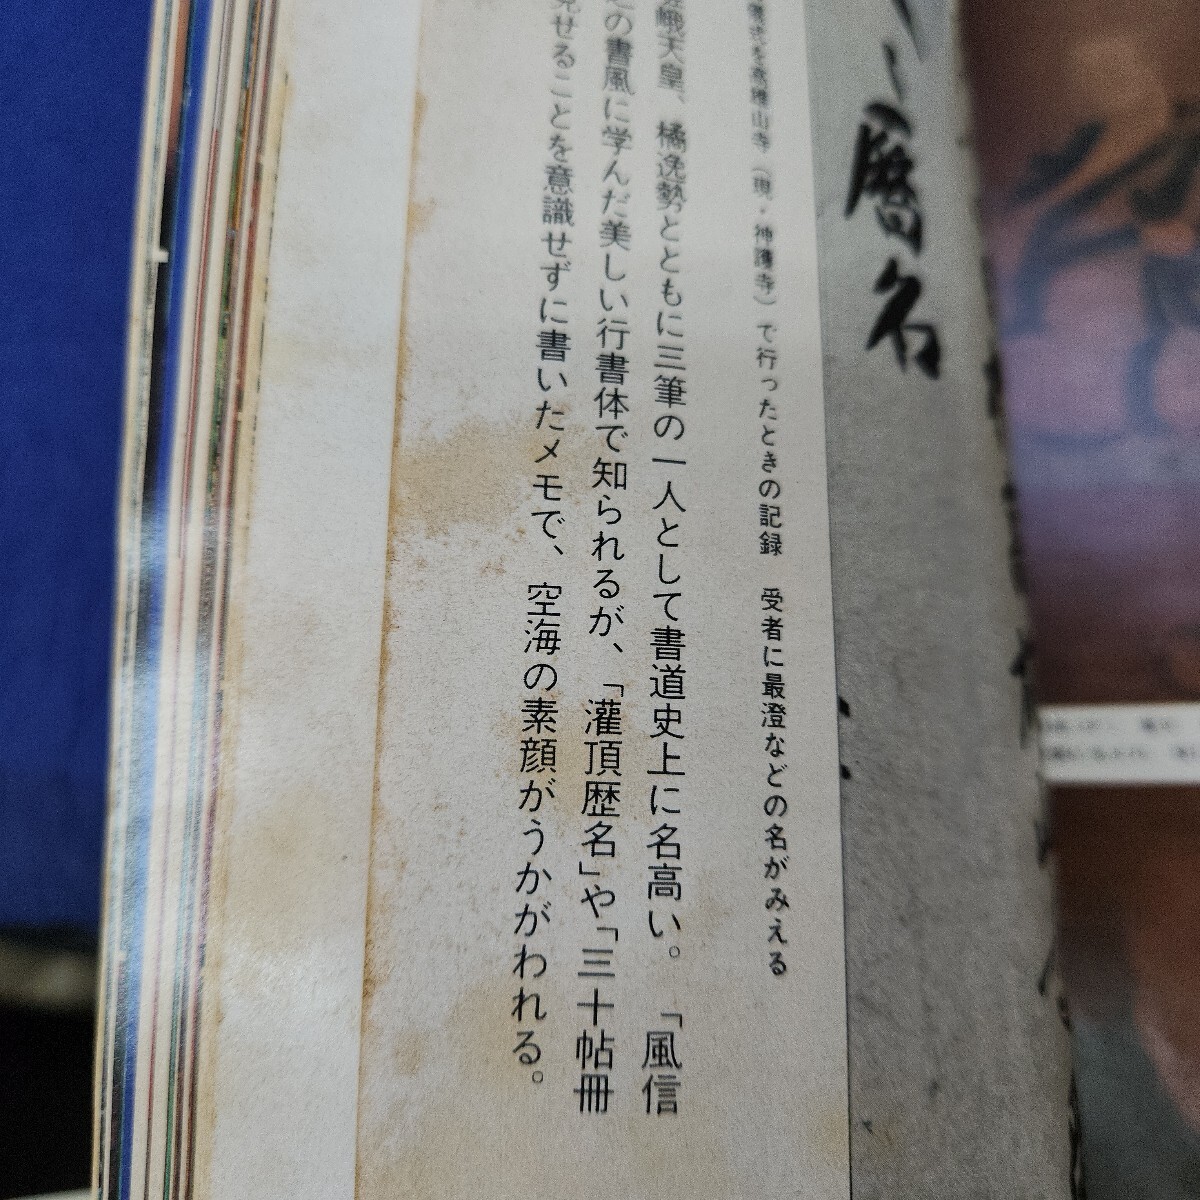 暦名
を高雄山寺（現・神護寺）で行ったときの記録　受者に最澄などの名がみえる
嵯峨天皇、橘逸勢とともに三筆の一人として書道史上に名高い。「風信
の書風に学んだ美しい行書体で知られるが、「灌頂歴名」や「三十帖冊
見せることを意識せずに書いたメモで、空海の素顔がうかがわれる。